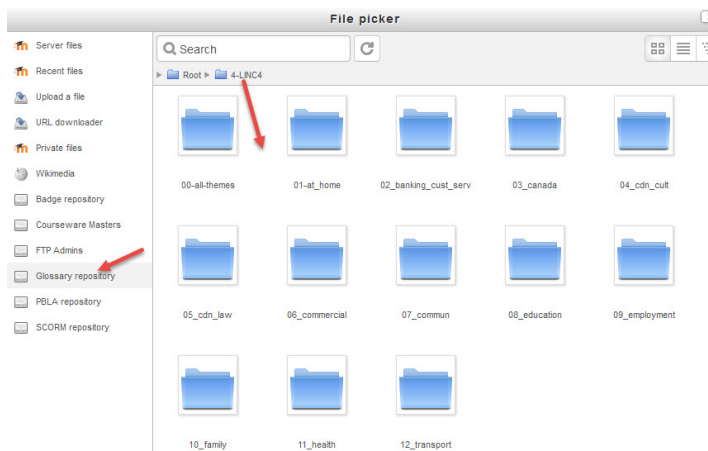 File picker
Server files
Recent files
Upload a file
URL downloader
Private files
Wikimedia
Badge repository
Courseware Masters
FTP Admins
Glossary repository
PBLA repository
SCORM repository
Search
Root 4-LINC4
00-all-themes 01-at_home 02_banking_cust_serv 03_canada 04_cdn_cult
05_cdn_law 06_commercial 07_commun 08_education 09_employment
10_family 11_health 12_transport